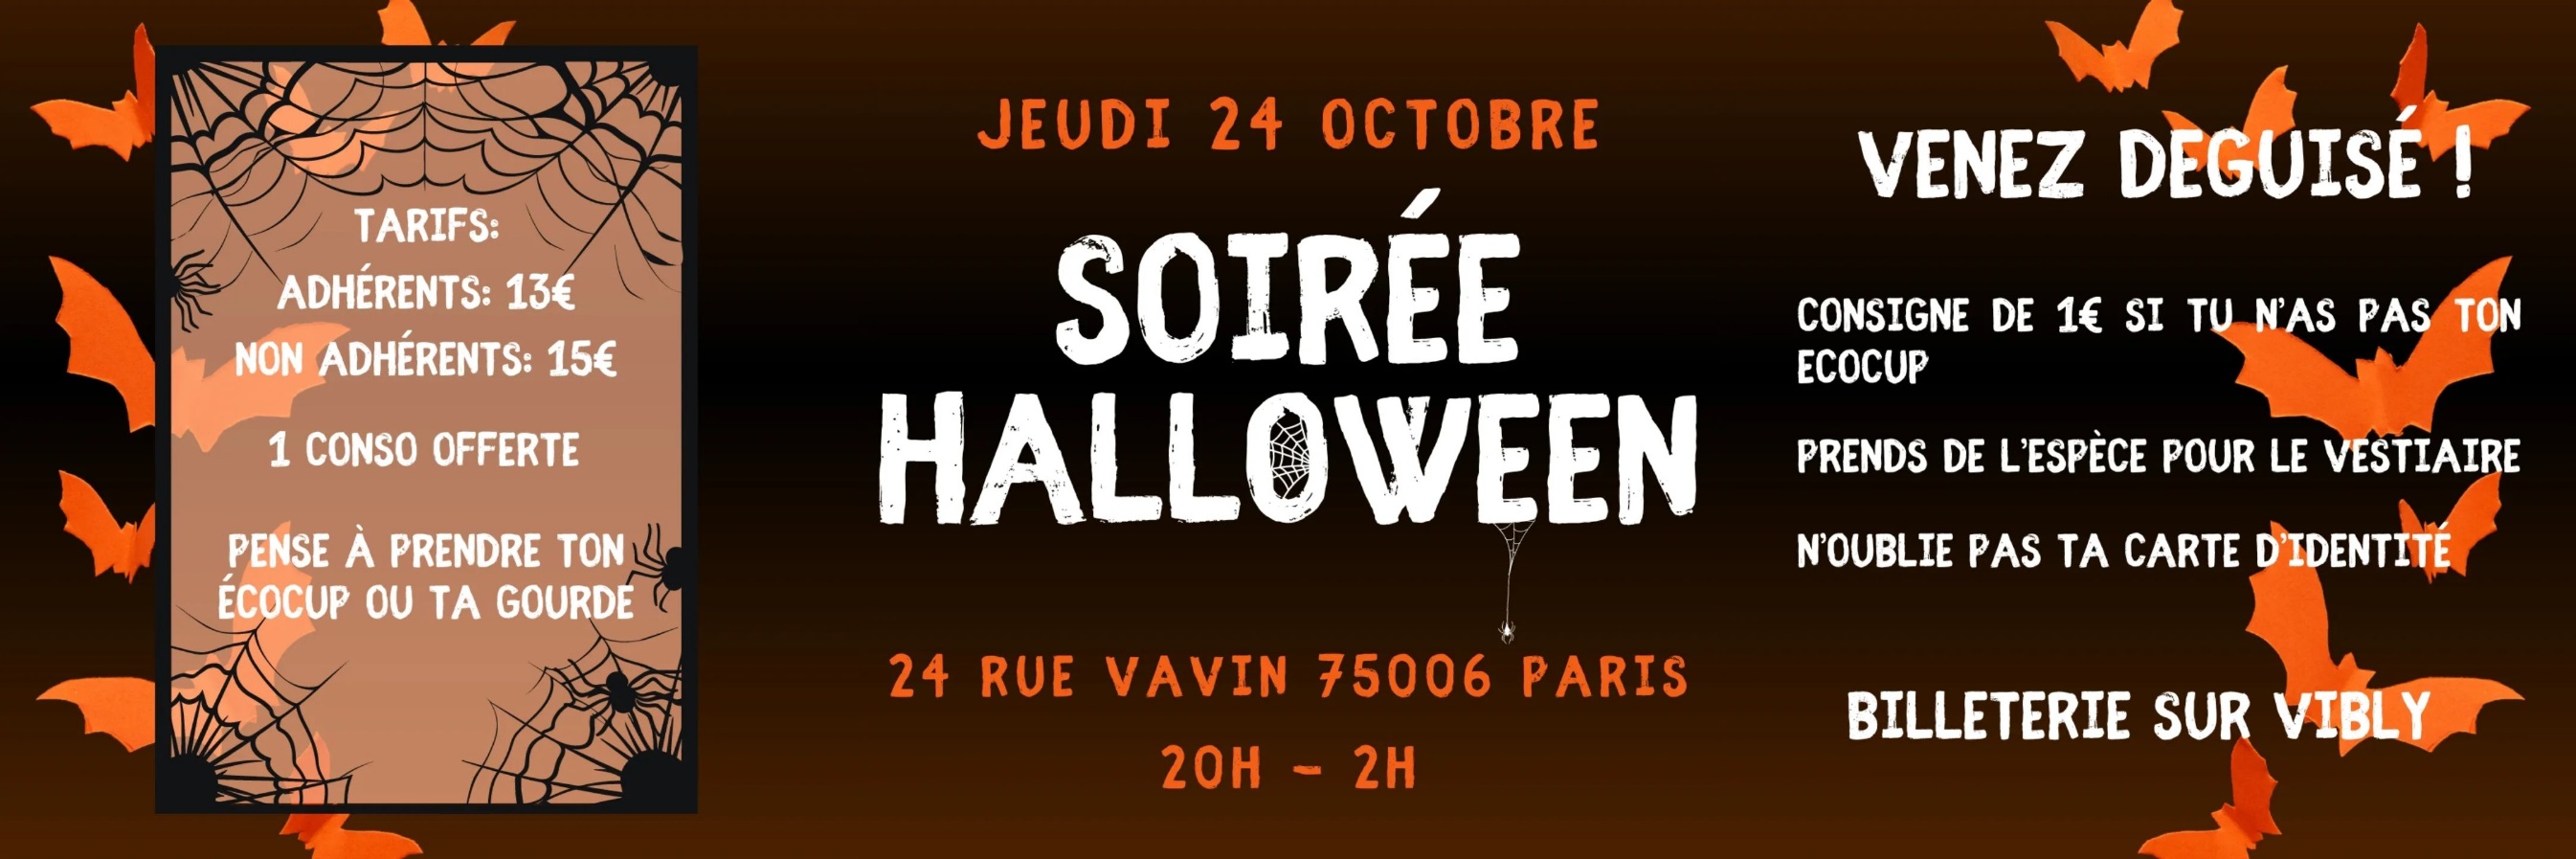 TARIFS:
ADHÉRENTS: 13€
NON ADHÉRENTS: 15€
1 CONSO OFFERTE
PENSE À PRENDRE TON
ÉCOCUP OU TA GOURDE
JEUDI 24 OCTOBRE
SOIRÉE
HALLOWEEN
24 RUE VAVIN 75006 PARIS
20H - 2H
VENEZ DEGUISÉ !
CONSIGNE DE 1€ SI TU N'AS PAS TON
ECOCUP
PRENDS DE L'ESPÈCE POUR LE VESTIAIRE
N'OUBLIE PAS TA CARTE D'IDENTITÉ
BILLETERIE SUR VIBLY